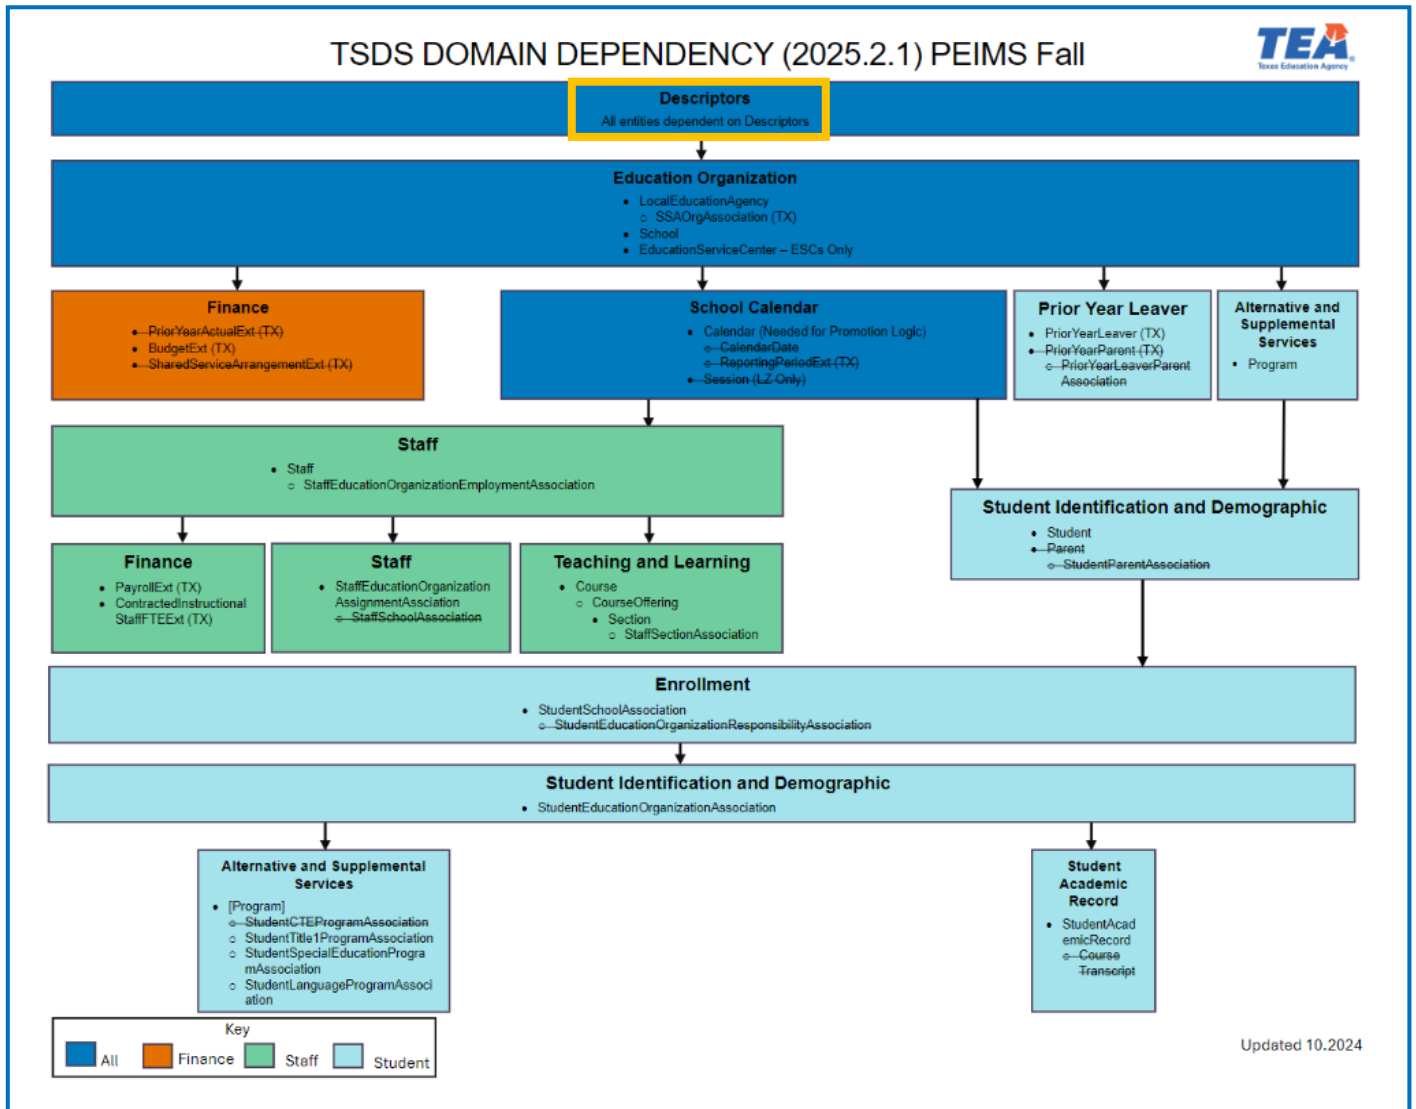 TSDS DOMAIN DEPENDENCY (2025.2.1) PEIMS Fall
TEA
Texas Education Agency
Descriptors
All entities dependent on Descriptors
Education Organization
• LocalEducationAgency
o SSAOrgAssociation (TX)
• School
• EducationServiceCenter – ESCs Only
Finance
• PriorYearActualExt (TX)
• BudgetExt (TX)
• SharedServiceArrangementExt (TX)
School Calendar
• Calendar (Needed for Promotion Logic)
o CalendarDate
o ReportingPeriodExt (TX)
• Session (LZ Only)
Prior Year Leaver
• PriorYearLeaver (TX)
• PriorYearParent (TX)
o PriorYearLeaverParent
Association
Alternative and
Supplemental
Services
• Program
Staff
• Staff
o StaffEducationOrganizationEmploymentAssociation
Student Identification and Demographic
• Student
• Parent
o StudentParentAssociation
Finance
• PayrollExt (TX)
• ContractedInstructional
StaffFTEExt (TX)
Staff
• StaffEducationOrganization
AssignmentAssciation
o StaffSchoolAssociation
Teaching and Learning
• Course
o CourseOffering
• Section
o StaffSectionAssociation
Enrollment
• StudentSchoolAssociation
o StudentEducationOrganizationResponsibilityAssociation
Student Identification and Demographic
• StudentEducationOrganizationAssociation
Alternative and Supplemental
Services
• [Program]
o StudentCTEProgramAssociation
o StudentTitle1ProgramAssociation
o StudentSpecialEducationProgra
mAssociation
o StudentLanguageProgramAssoci
ation
Student
Academic
Record
• StudentAcad
emicRecord
o Course
Transcript
Key
All
Finance
Staff
Student
Updated 10.2024